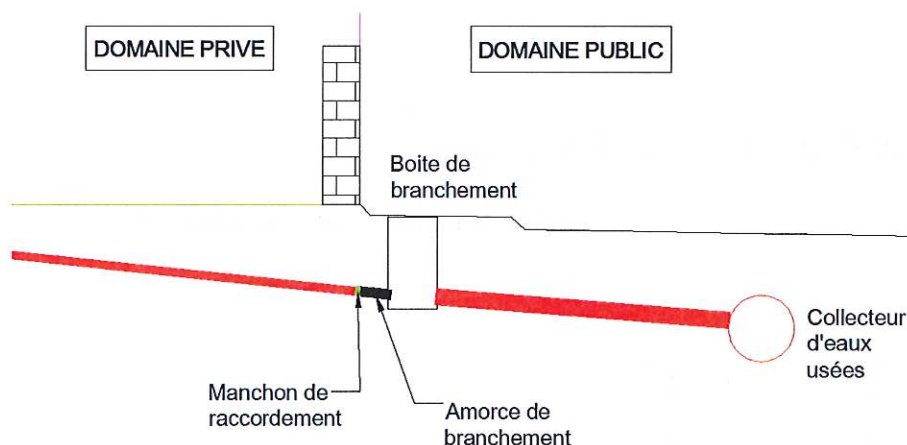 DOMAINE PRIVE
DOMAINE PUBLIC
Boite de
branchement
Collecteur
d'eaux
usées
Manchon de
raccordement
Amorce de
branchement